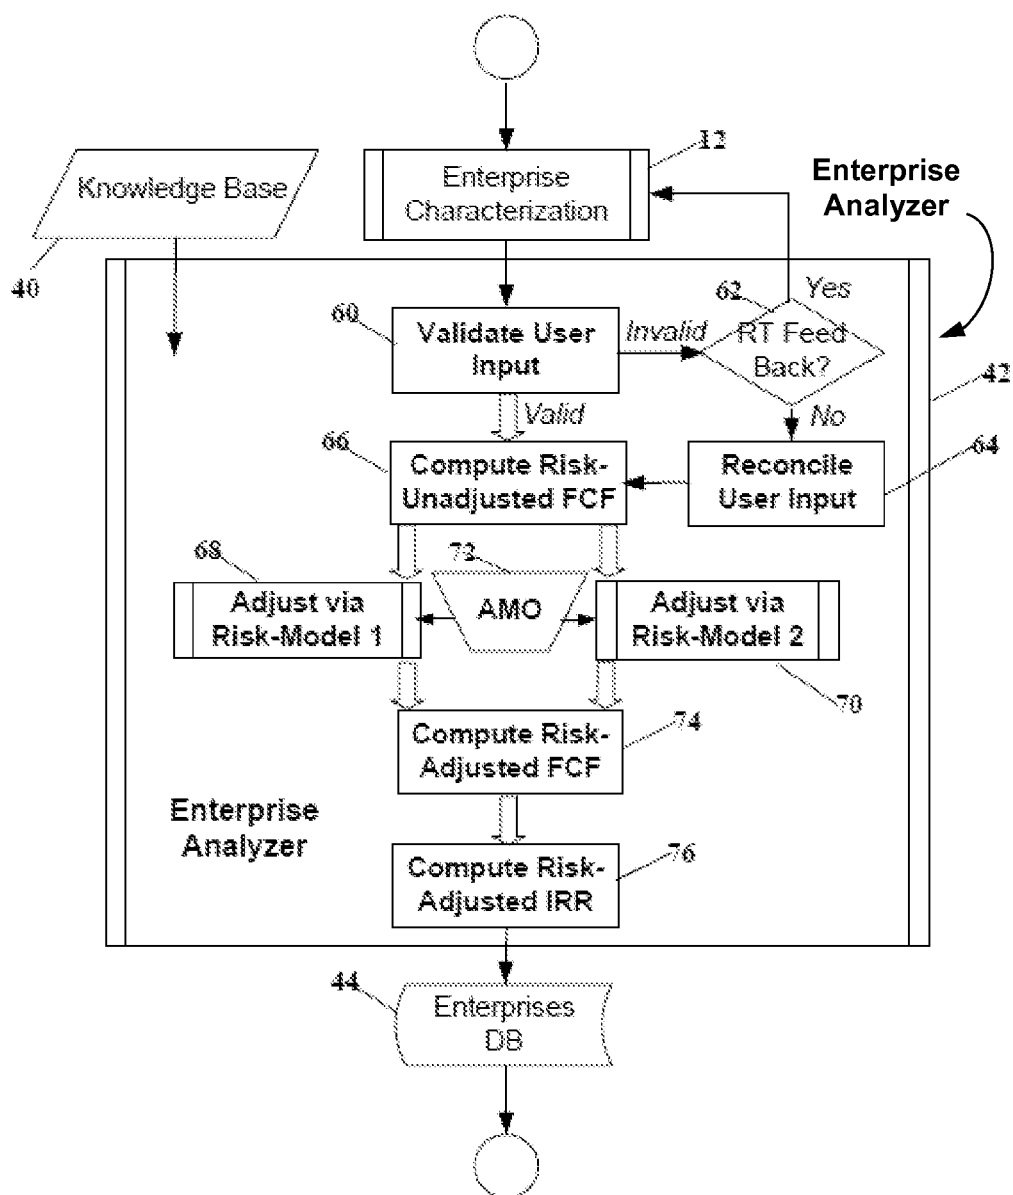 12
Enterprise
Characterization
Knowledge Base
40
Enterprise
Analyzer
60
Validate User
Input
Invalid
62
Yes
RT Feed
Back?
42
Valid
No
66
Compute Risk-
Unadjusted FCF
Reconcile
User Input
64
68
Adjust via
Risk-Model 1
72
AMO
Adjust via
Risk-Model 2
70
Compute Risk-
Adjusted FCF
74
Enterprise
Analyzer
Compute Risk-
Adjusted IRR
76
44
Enterprises
DB